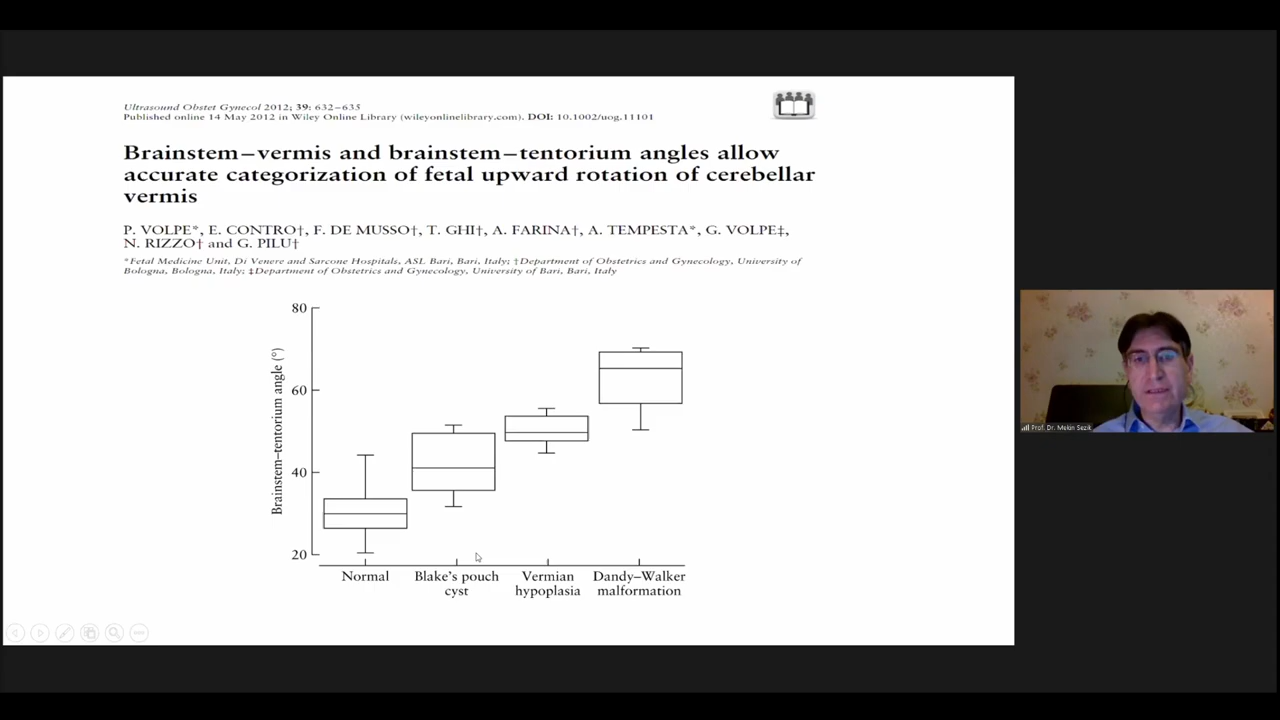 Ultrasound Obstet Gynecol 2012; 39: 632–635
Published online 14 May 2012 in Wiley Online Library (wileyonlinelibrary.com). DOI: 10.1002/uog.11101
Brainstem–vermis and brainstem–tentorium angles allow
accurate categorization of fetal upward rotation of cerebellar
vermis
P. VOLPE*, E. CONTRO†, F. DE MUSSO†, T. GHI†, A. FARINA†, A. TEMPESTA*, G. VOLPE‡,
N. RIZZO† and G. PILU†
*Fetal Medicine Unit, Di Venere and Sarcone Hospitals, ASL Bari, Bari, Italy; †Department of Obstetrics and Gynecology, University of
Bologna, Bologna, Italy; ‡Department of Obstetrics and Gynecology, University of Bari, Bari, Italy
80
60
40
20
Brainstem–tentorium angle (°)
Normal
Blake's pouch
cyst
Vermian
hypoplasia
Dandy–Walker
malformation
Prof. Dr. Mekin Sezik